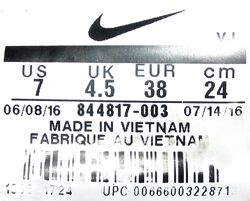 US UK EUR cm
7 4.5 38 24
06/08/16 844817-003 07/14/16
MADE IN VIETNAM
FABRIQUE AU VIETNAM
UPC 00666003228713